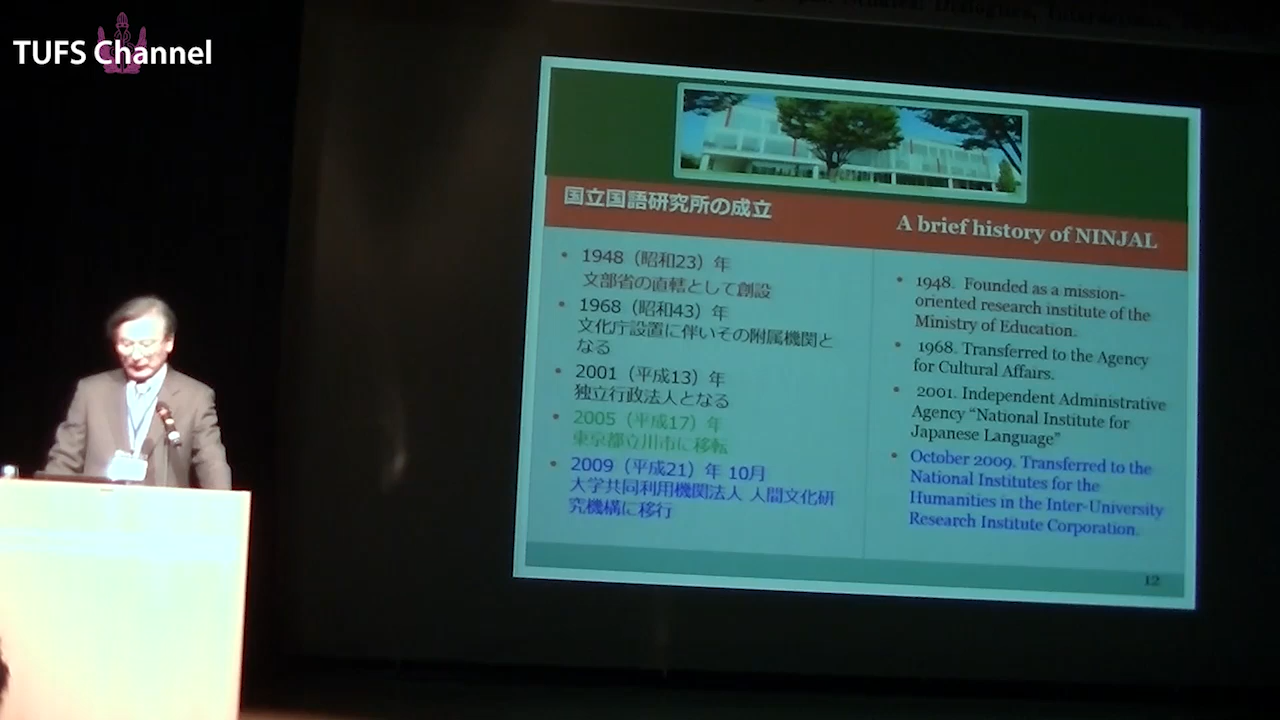 TUFS Channel
国立国語研究所の成立
• 1948（昭和23）年
文部省の直轄として創設
• 1968（昭和43）年
文化庁設置に伴いその附属機関と
なる
• 2001（平成13）年
独立行政法人となる
• 2005（平成17）年
東京都立川市に移転
• 2009（平成21）年 10月
大学共同利用機関法人 人間文化研
究機構に移行
A brief history of NINJAL
• 1948. Founded as a mission-
oriented research institute of the
Ministry of Education.
• 1968. Transferred to the Agency
for Cultural Affairs.
• 2001. Independent Administrative
Agency “National Institute for
Japanese Language”
• October 2009. Transferred to the
National Institutes for the
Humanities in the Inter-University
Research Institute Corporation.
12